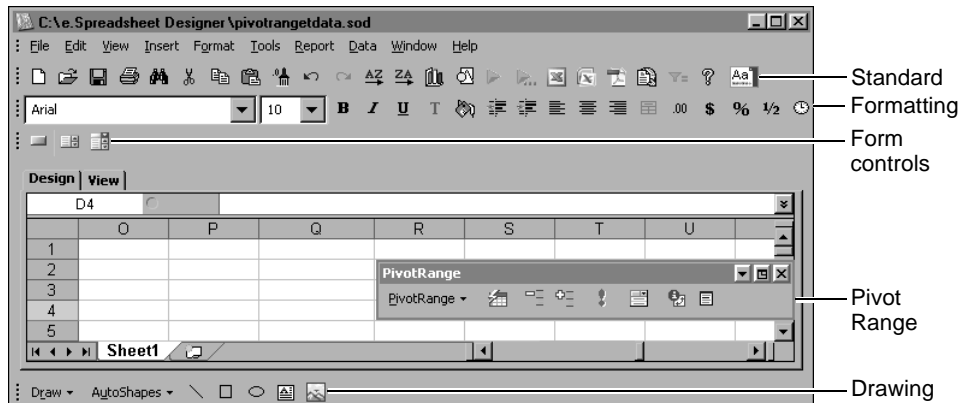 C:\e.Spreadsheet Designer\pivotrangetdata.sod
File Edit View Insert Format Tools Report Data Window Help
Standard
Arial 10 B I U T .00 $ % ½
Formatting
Form
controls
Design View
D4
O P Q R S T U
1
2
3
4
5
PivotRange
PivotRange
Pivot
Range
Sheet1
Draw AutoShapes
Drawing